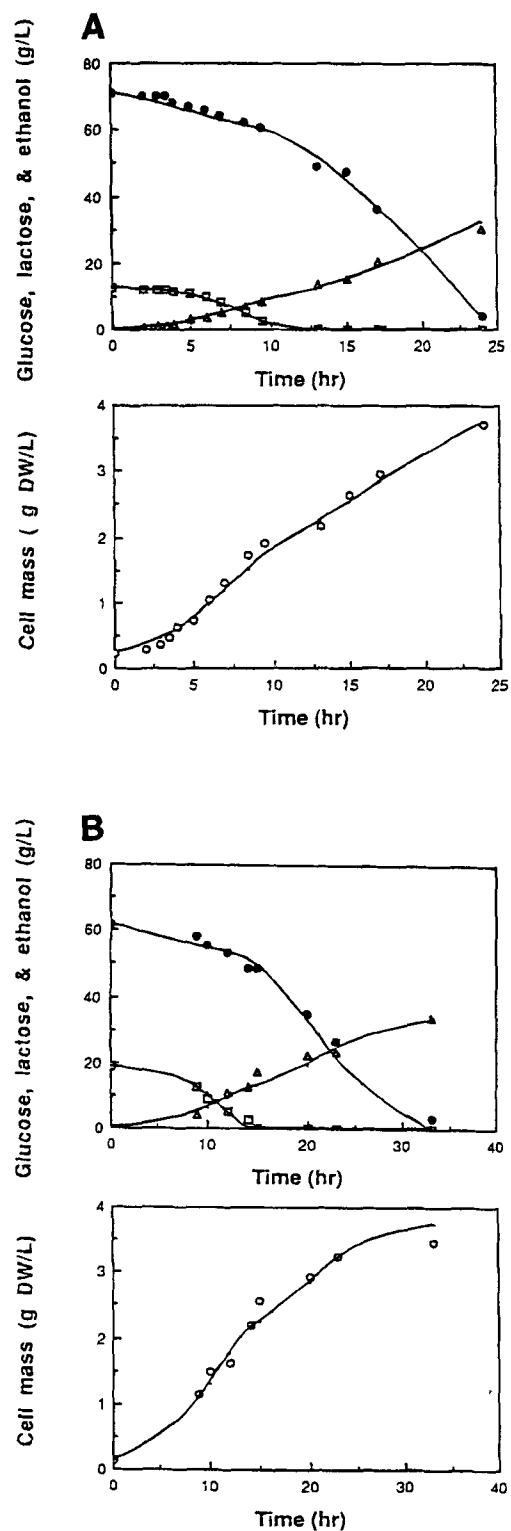 A
Glucose, lactose, & ethanol (g/L)
80
60
40
20
0
0 5 10 15 20 25
Time (hr)
Cell mass ( g DW/L)
4
3
2
1
0
0 5 10 15 20 25
Time (hr)
B
Glucose, lactose, & ethanol (g/L)
80
60
40
20
0
10 20 30 40
Time (hr)
Cell mass (g DW/L)
4
3
2
1
0
0 10 20 30 40
Time (hr)